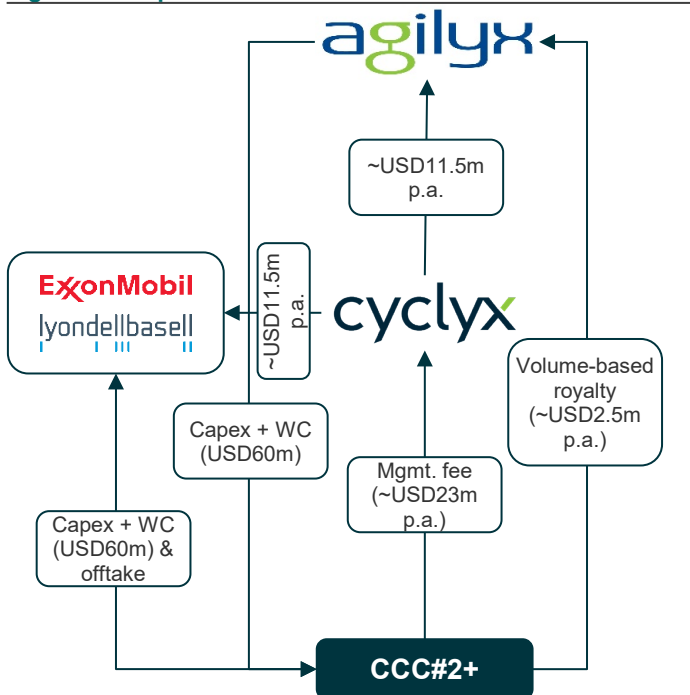 agilyx
~USD11.5m
p.a.
ExxonMobil
lyondellbasell
~USD11.5m
p.a.
cyclyx
Volume-based
royalty
(~USD2.5m
p.a.)
Capex + WC
(USD60m)
Mgmt. fee
(~USD23m
p.a.)
Capex + WC
(USD60m) &
offtake
CCC#2+